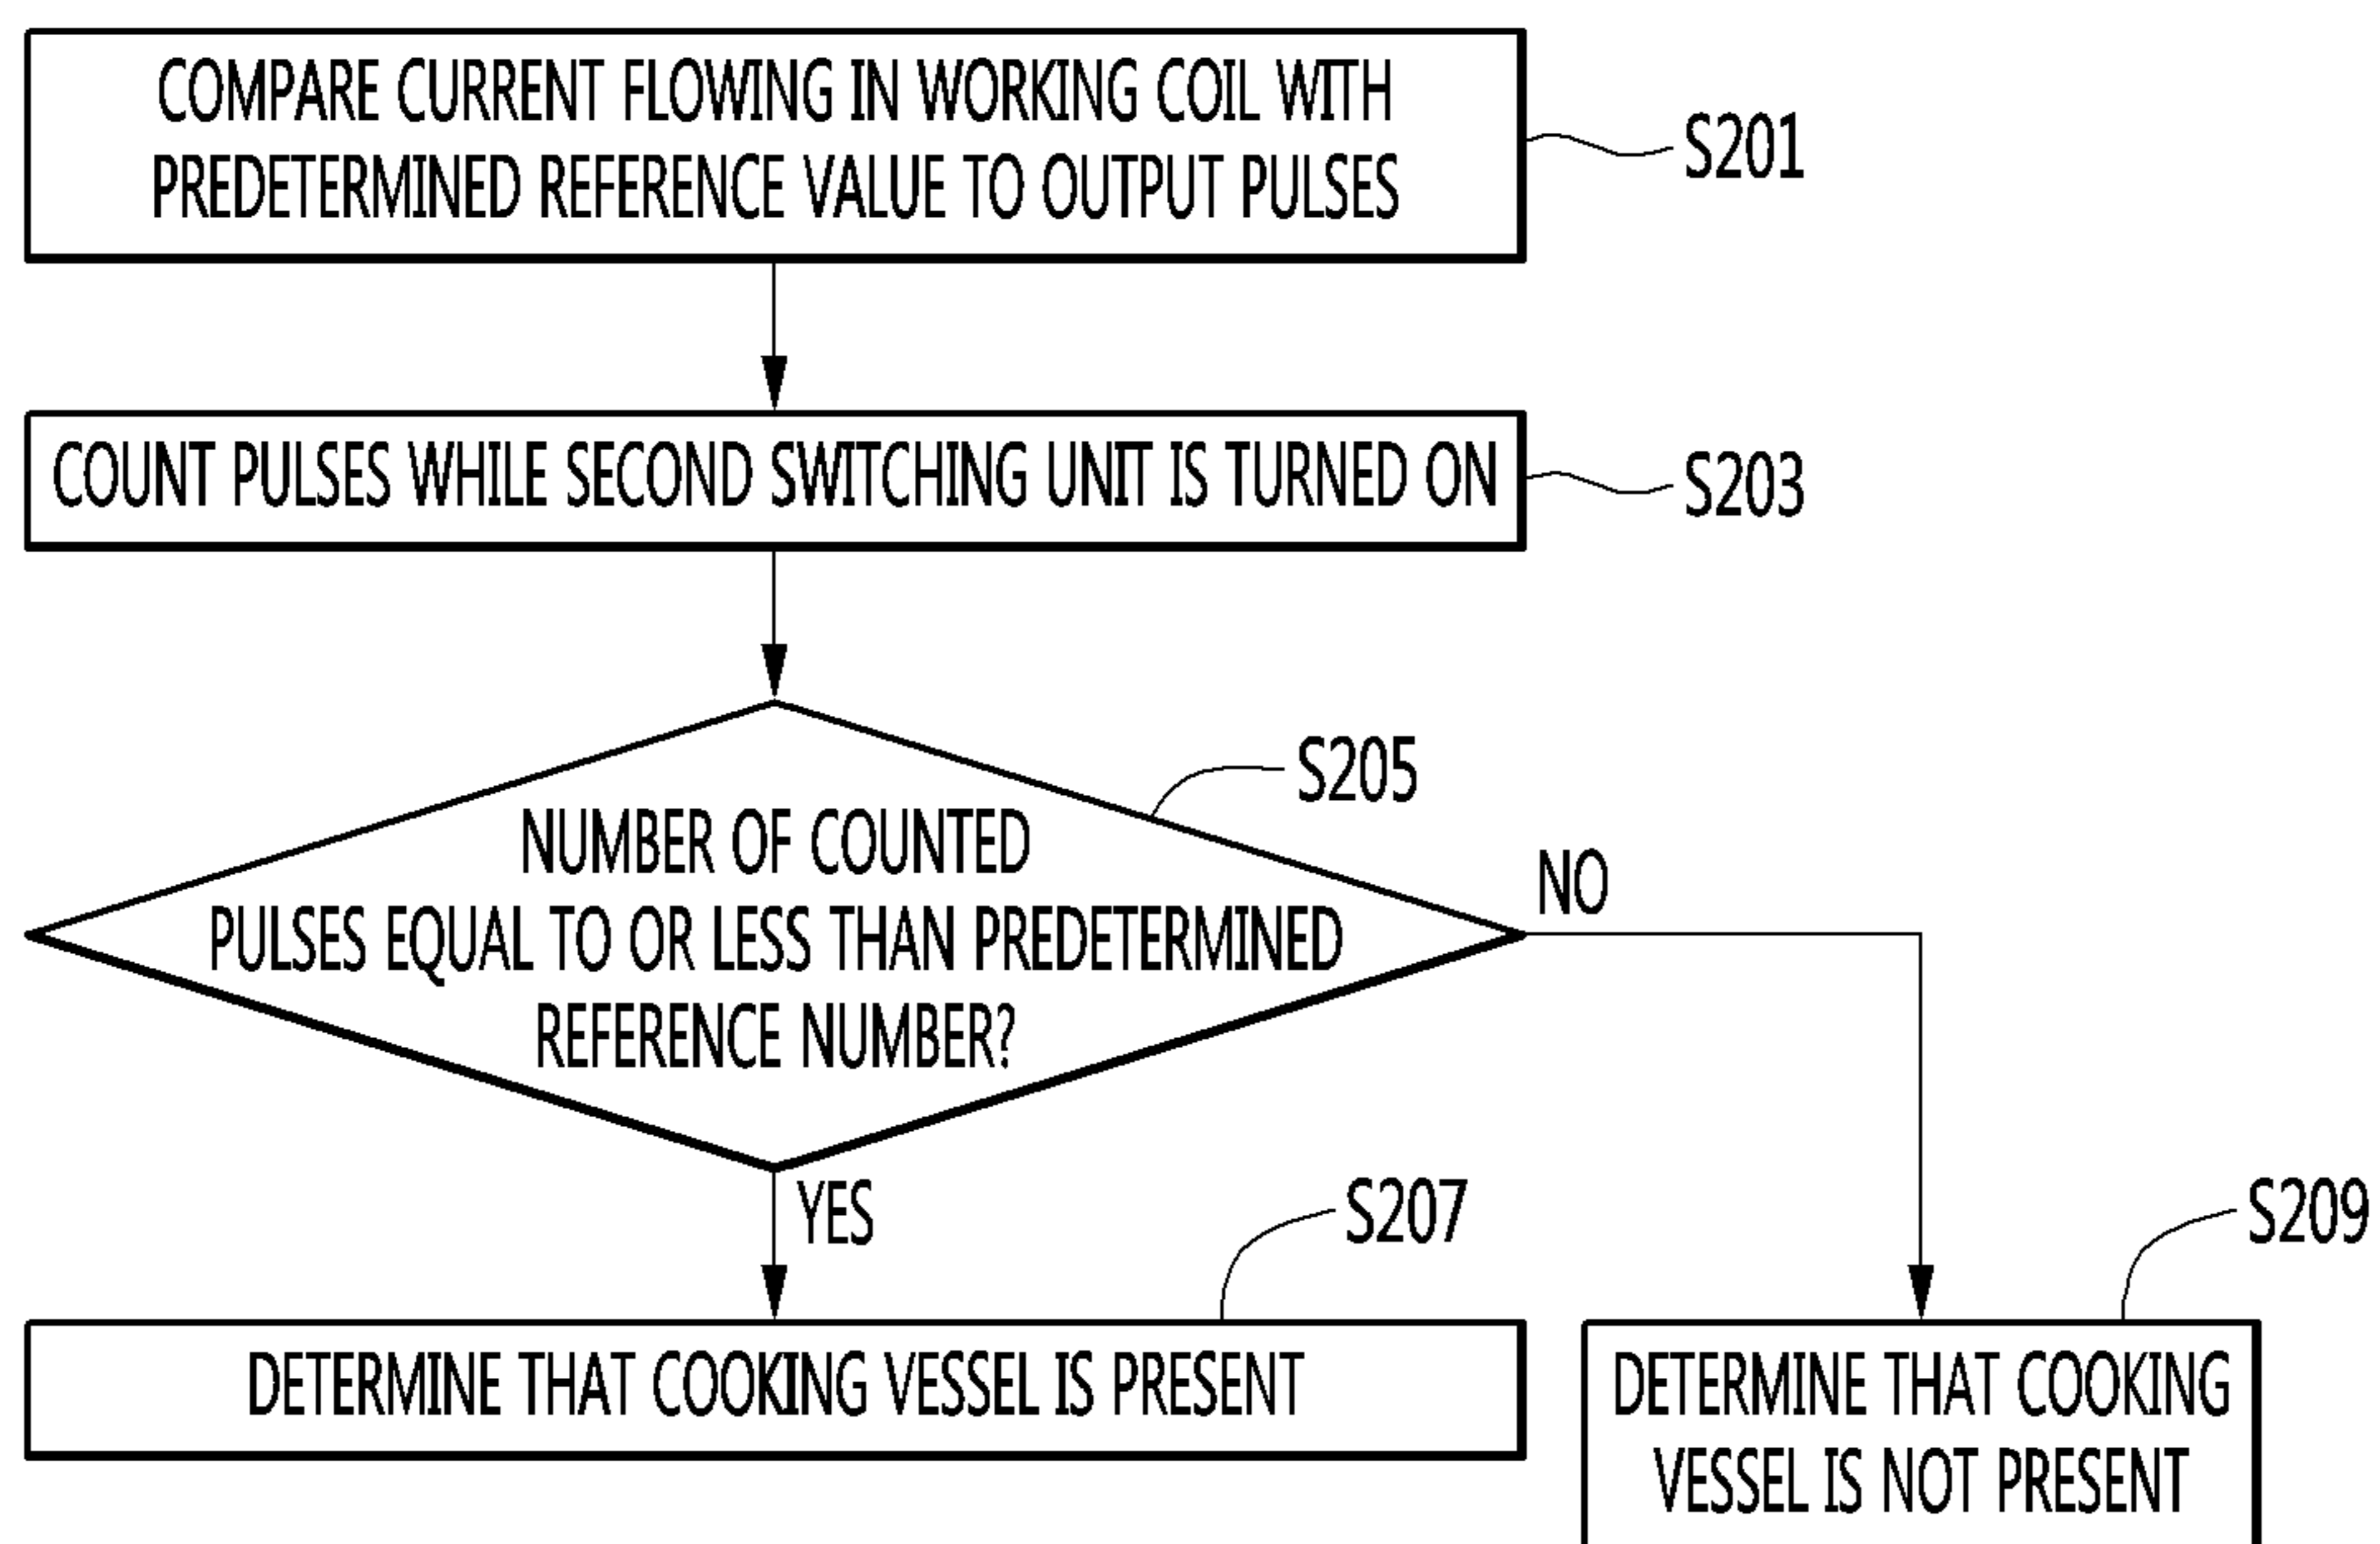 COMPARE CURRENT FLOWING IN WORKING COIL WITH
PREDETERMINED REFERENCE VALUE TO OUTPUT PULSES
S201
COUNT PULSES WHILE SECOND SWITCHING UNIT IS TURNED ON
S203
S205
NUMBER OF COUNTED
PULSES EQUAL TO OR LESS THAN PREDETERMINED
REFERENCE NUMBER?
NO
YES
S207
S209
DETERMINE THAT COOKING VESSEL IS PRESENT
DETERMINE THAT COOKING
VESSEL IS NOT PRESENT